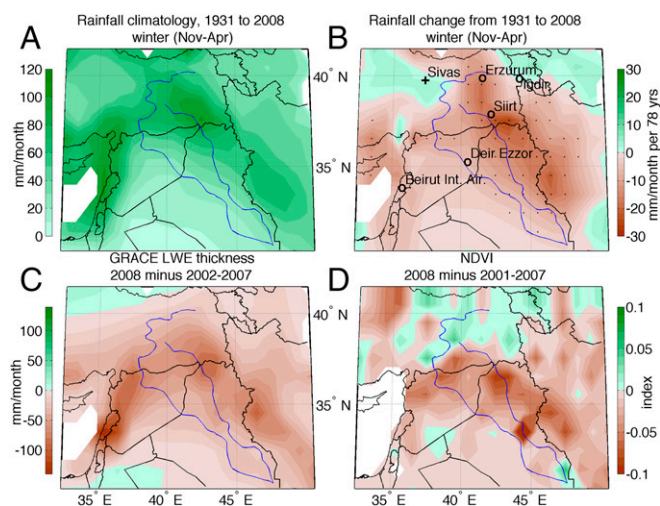 Rainfall climatology, 1931 to 2008
winter (Nov-Apr)
Rainfall change from 1931 to 2008
winter (Nov-Apr)
A
B
120
100
80
60
40
20
0
mm/month
Sivas
Erzurum
Igdir
Siirt
Deir Ezzor
Beirut Int. Air.
40° N
35° N
30
20
10
0
-10
-20
-30
mm/month per 78 yrs
GRACE LWE thickness
2008 minus 2002-2007
NDVI
2008 minus 2001-2007
C
D
100
50
0
-50
-100
mm/month
40° N
35° N
0.1
0.05
0
-0.05
-0.1
index
35° E
40° E
45° E
35° E
40° E
45° E